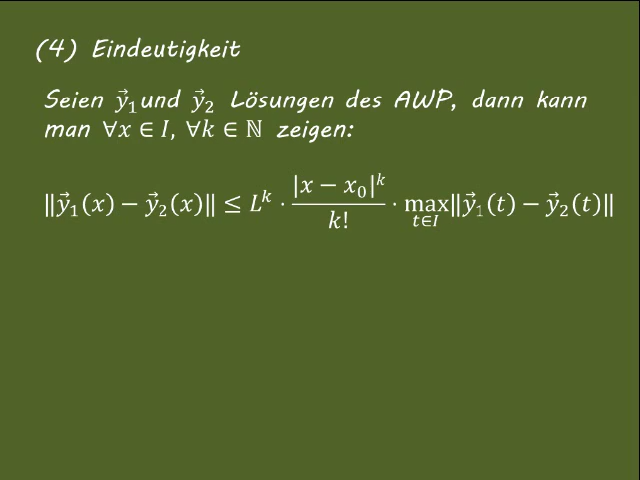 (4) Eindeutigkeit
Seien y⃗₁ und y⃗₂ Lösungen des AWP, dann kann
man ∀x ∈ I, ∀k ∈ ℕ zeigen:
‖y⃗₁(x) − y⃗₂(x)‖ ≤ Lᵏ · |x − x₀|ᵏ / k! · max_{t∈I} ‖y⃗₁(t) − y⃗₂(t)‖